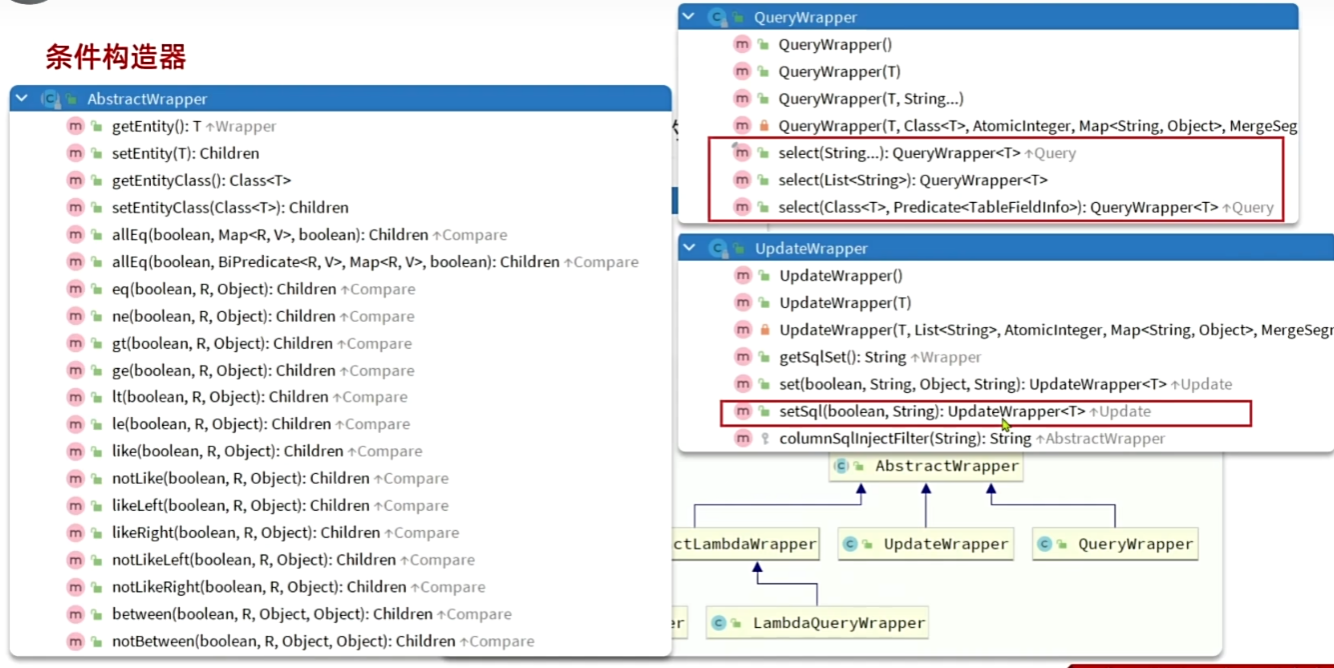 条件构造器
AbstractWrapper
getEntity(): T ↑Wrapper
setEntity(T): Children
getEntityClass(): Class<T>
setEntityClass(Class<T>): Children
allEq(boolean, Map<R, V>, boolean): Children ↑Compare
allEq(boolean, BiPredicate<R, V>, Map<R, V>, boolean): Children ↑Compare
eq(boolean, R, Object): Children ↑Compare
ne(boolean, R, Object): Children ↑Compare
gt(boolean, R, Object): Children ↑Compare
ge(boolean, R, Object): Children ↑Compare
lt(boolean, R, Object): Children ↑Compare
le(boolean, R, Object): Children ↑Compare
like(boolean, R, Object): Children ↑Compare
notLike(boolean, R, Object): Children ↑Compare
likeLeft(boolean, R, Object): Children ↑Compare
likeRight(boolean, R, Object): Children ↑Compare
notLikeLeft(boolean, R, Object): Children ↑Compare
notLikeRight(boolean, R, Object): Children ↑Compare
between(boolean, R, Object, Object): Children ↑Compare
notBetween(boolean, R, Object, Object): Children ↑Compare
QueryWrapper
QueryWrapper()
QueryWrapper(T)
QueryWrapper(T, String...)
QueryWrapper(T, Class<T>, AtomicInteger, Map<String, Object>, MergeSeg
select(String...): QueryWrapper<T> ↑Query
select(List<String>): QueryWrapper<T>
select(Class<T>, Predicate<TableFieldInfo>): QueryWrapper<T> ↑Query
UpdateWrapper
UpdateWrapper()
UpdateWrapper(T)
UpdateWrapper(T, List<String>, AtomicInteger, Map<String, Object>, MergeSegr
getSqlSet(): String ↑Wrapper
set(boolean, String, Object, String): UpdateWrapper<T> ↑Update
setSql(boolean, String): UpdateWrapper<T> ↑Update
columnSqlInjectFilter(String): String ↑AbstractWrapper
AbstractWrapper
ctLambdaWrapper
UpdateWrapper
QueryWrapper
er
LambdaQueryWrapper